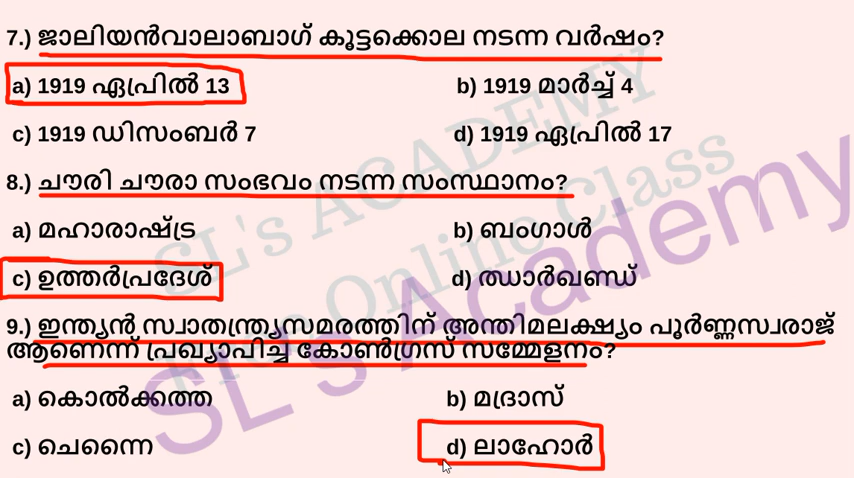 7.) ജാലിയൻവാലാബാഗ് കൂട്ടക്കൊല നടന്ന വർഷം?
a) 1919 ഏപ്രിൽ 13 b) 1919 മാർച്ച് 4
c) 1919 ഡിസംബർ 7 d) 1919 ഏപ്രിൽ 17
8.) ചൗരി ചൗരാ സംഭവം നടന്ന സംസ്ഥാനം?
a) മഹാരാഷ്ട്ര b) ബംഗാൾ
c) ഉത്തർപ്രദേശ് d) ഝാർഖണ്ഡ്
9.) ഇന്ത്യൻ സ്വാതന്ത്ര്യസമരത്തിന് അന്തിമലക്ഷ്യം പൂർണ്ണസ്വരാജ്
ആണെന്ന് പ്രഖ്യാപിച്ച കോൺഗ്രസ് സമ്മേളനം?
a) കൊൽക്കത്ത b) മദ്രാസ്
c) ചെന്നൈ d) ലാഹോർ
SL's ACADEMY
Online Class
SL's Academy